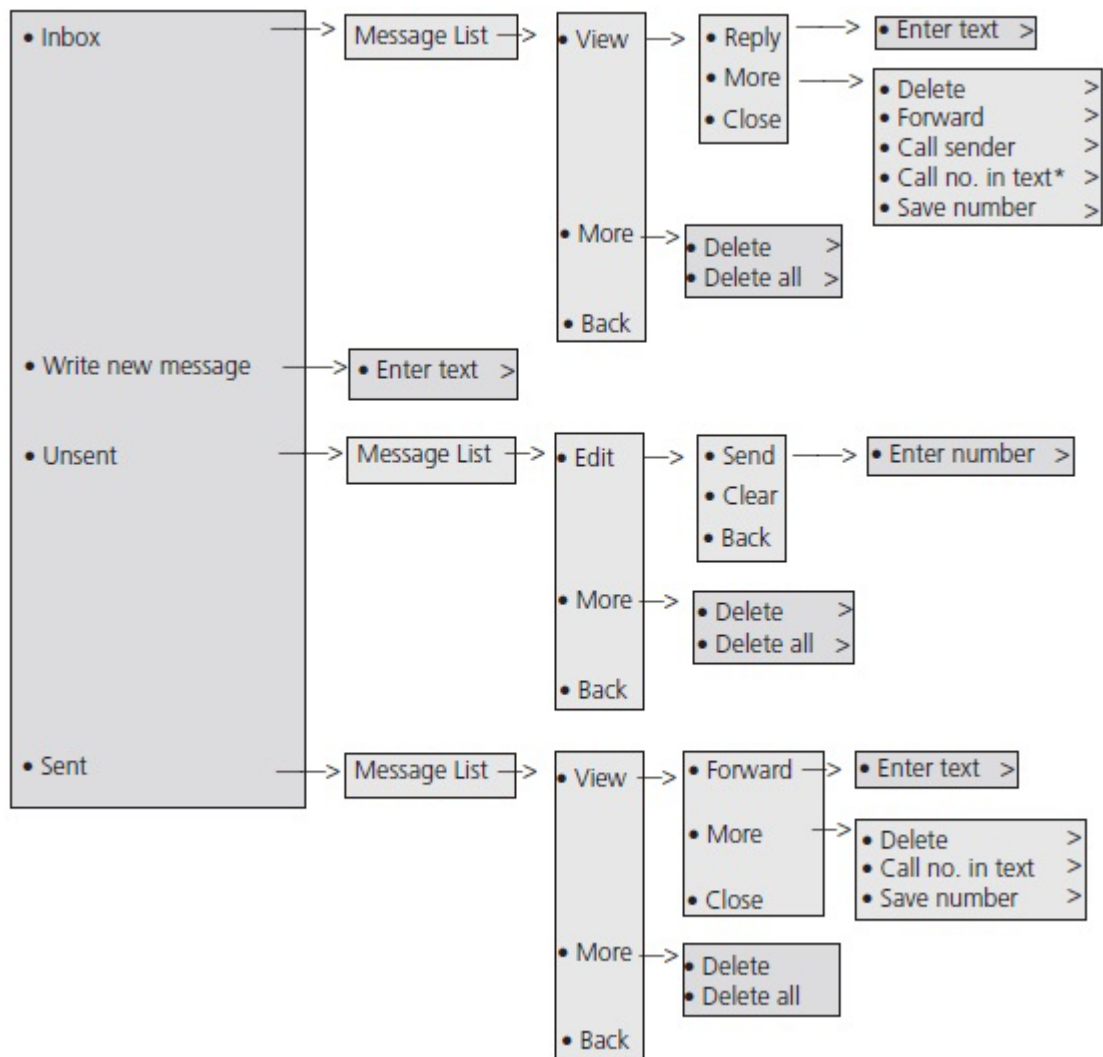 • Inbox
Message List
• View
• Reply
• Enter text >
• More
• Close
• Delete >
• Forward >
• Call sender >
• Call no. in text* >
• Save number >
• More
• Delete >
• Delete all >
• Back
• Write new message
• Enter text >
• Unsent
Message List
• Edit
• Send
• Enter number >
• Clear
• Back
• More
• Delete >
• Delete all >
• Back
• Sent
Message List
• View
• Forward
• Enter text >
• More
• Delete >
• Call no. in text >
• Save number >
• Close
• More
• Delete
• Delete all
• Back